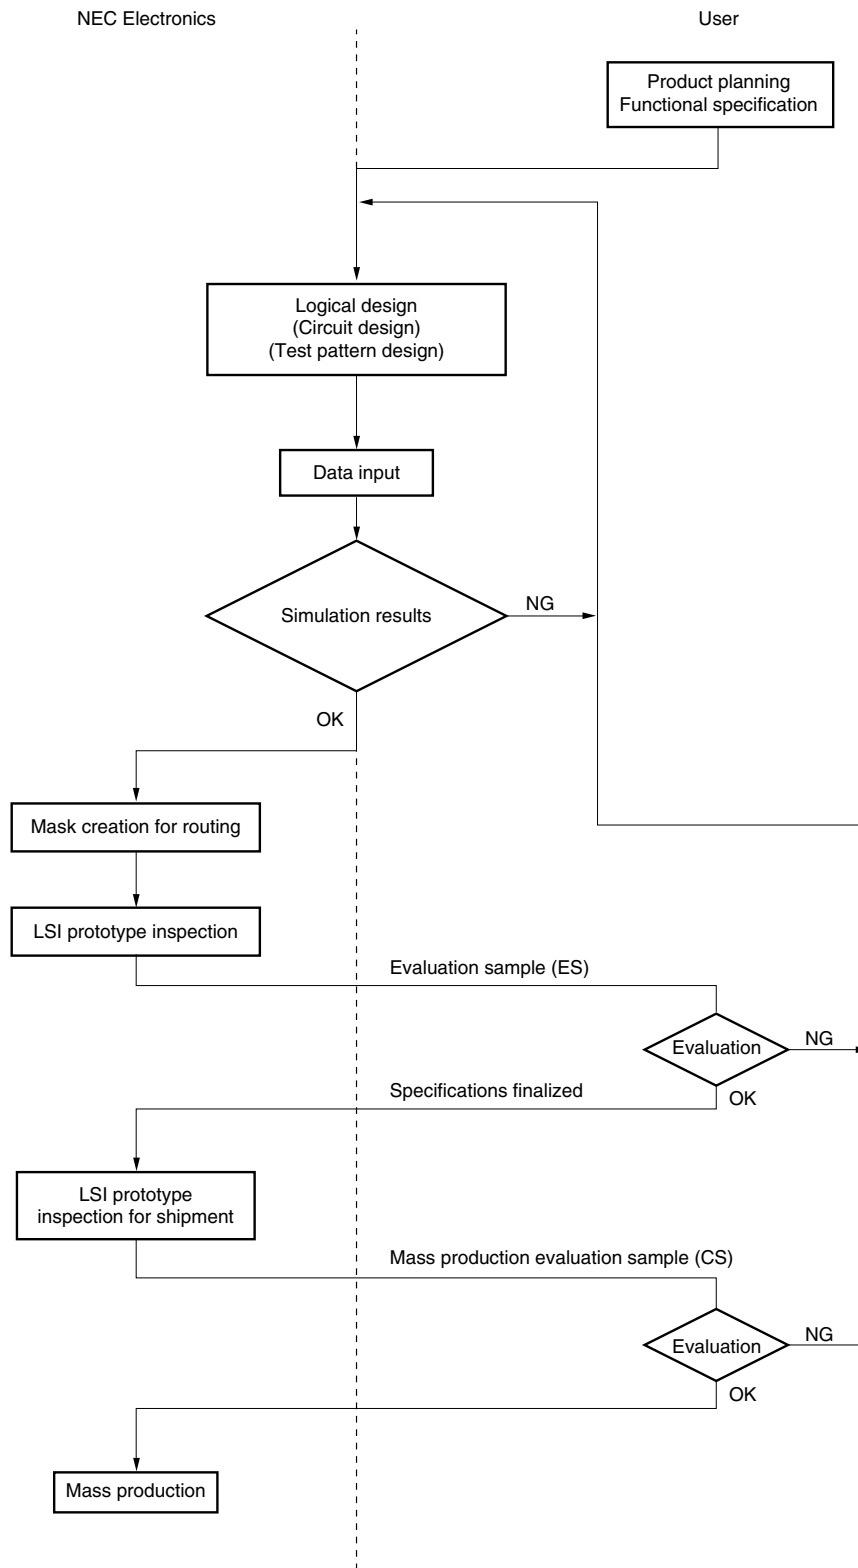 NEC Electronics
User
Product planning
Functional specification
Logical design
(Circuit design)
(Test pattern design)
Data input
Simulation results
NG
OK
Mask creation for routing
LSI prototype inspection
Evaluation sample (ES)
Evaluation
NG
OK
Specifications finalized
LSI prototype
inspection for shipment
Mass production evaluation sample (CS)
Evaluation
NG
OK
Mass production